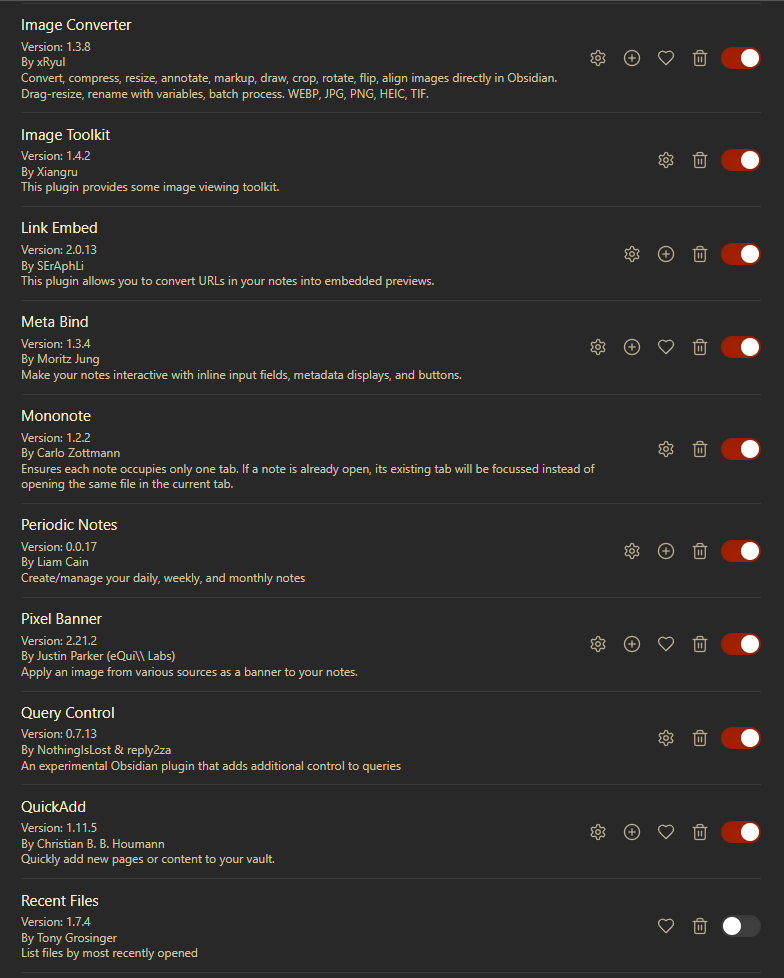 Image Converter
Version: 1.3.8
By xRyul
Convert, compress, resize, annotate, markup, draw, crop, rotate, flip, align images directly in Obsidian.
Drag-resize, rename with variables, batch process. WEBP, JPG, PNG, HEIC, TIF.
Image Toolkit
Version: 1.4.2
By Xiangru
This plugin provides some image viewing toolkit.
Link Embed
Version: 2.0.13
By SErAphLi
This plugin allows you to convert URLs in your notes into embedded previews.
Meta Bind
Version: 1.3.4
By Moritz Jung
Make your notes interactive with inline input fields, metadata displays, and buttons.
Mononote
Version: 1.2.2
By Carlo Zottmann
Ensures each note occupies only one tab. If a note is already open, its existing tab will be focussed instead of
opening the same file in the current tab.
Periodic Notes
Version: 0.0.17
By Liam Cain
Create/manage your daily, weekly, and monthly notes
Pixel Banner
Version: 2.21.2
By Justin Parker (eQui\\ Labs)
Apply an image from various sources as a banner to your notes.
Query Control
Version: 0.7.13
By NothingIsLost & reply2za
An experimental Obsidian plugin that adds additional control to queries
QuickAdd
Version: 1.11.5
By Christian B. B. Houmann
Quickly add new pages or content to your vault.
Recent Files
Version: 1.7.4
By Tony Grosinger
List files by most recently opened